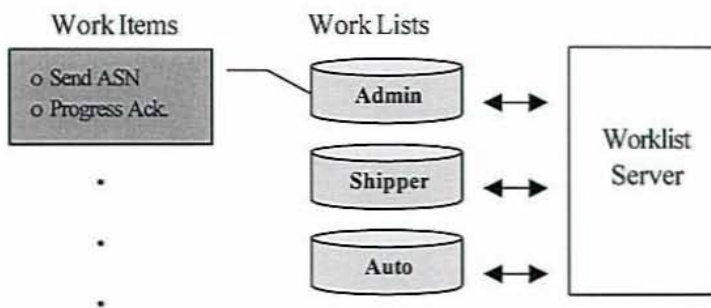 Work Items
Work Lists
o Send ASN
o Progress Ack.
Admin
Shipper
Auto
Worklist
Server